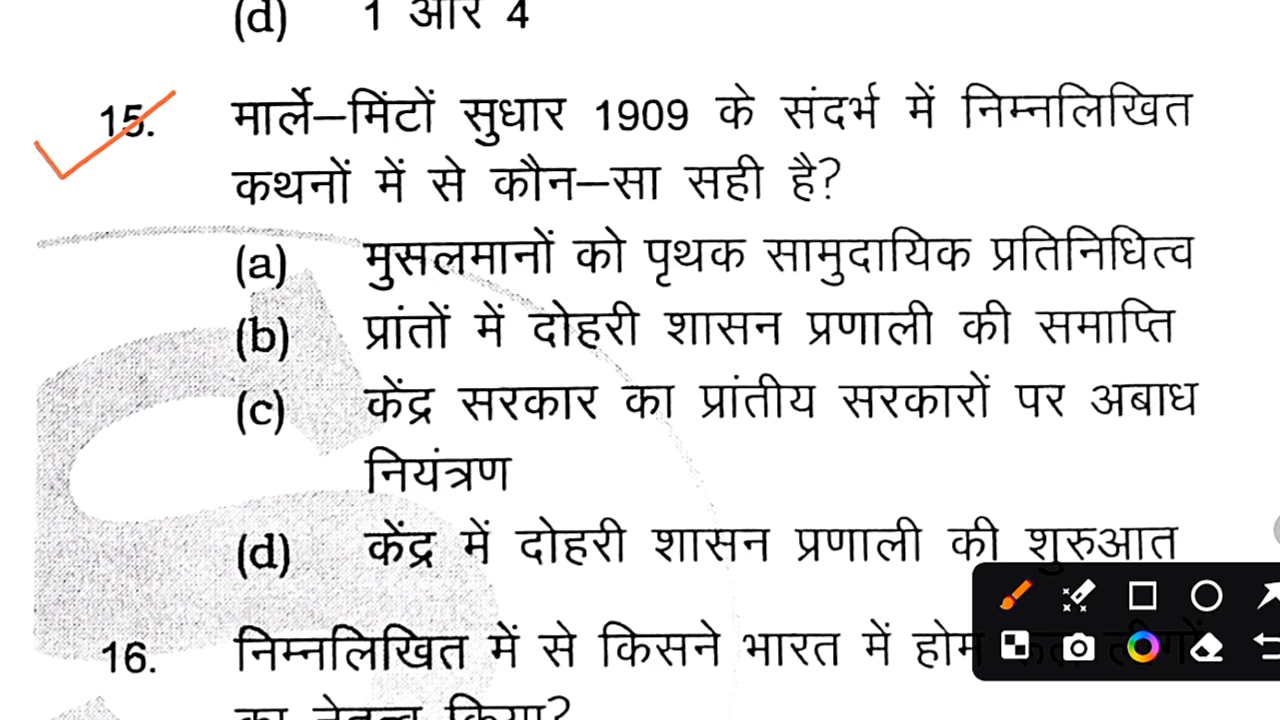 (d) 1 और 4
15. मार्ले–मिंटों सुधार 1909 के संदर्भ में निम्नलिखित
कथनों में से कौन–सा सही है?
(a) मुसलमानों को पृथक सामुदायिक प्रतिनिधित्व
(b) प्रांतों में दोहरी शासन प्रणाली की समाप्ति
(c) केंद्र सरकार का प्रांतीय सरकारों पर अबाध
नियंत्रण
(d) केंद्र में दोहरी शासन प्रणाली की शुरुआत
16. निम्नलिखित में से किसने भारत में होम रूल लीगों
का नेतृत्व किया?